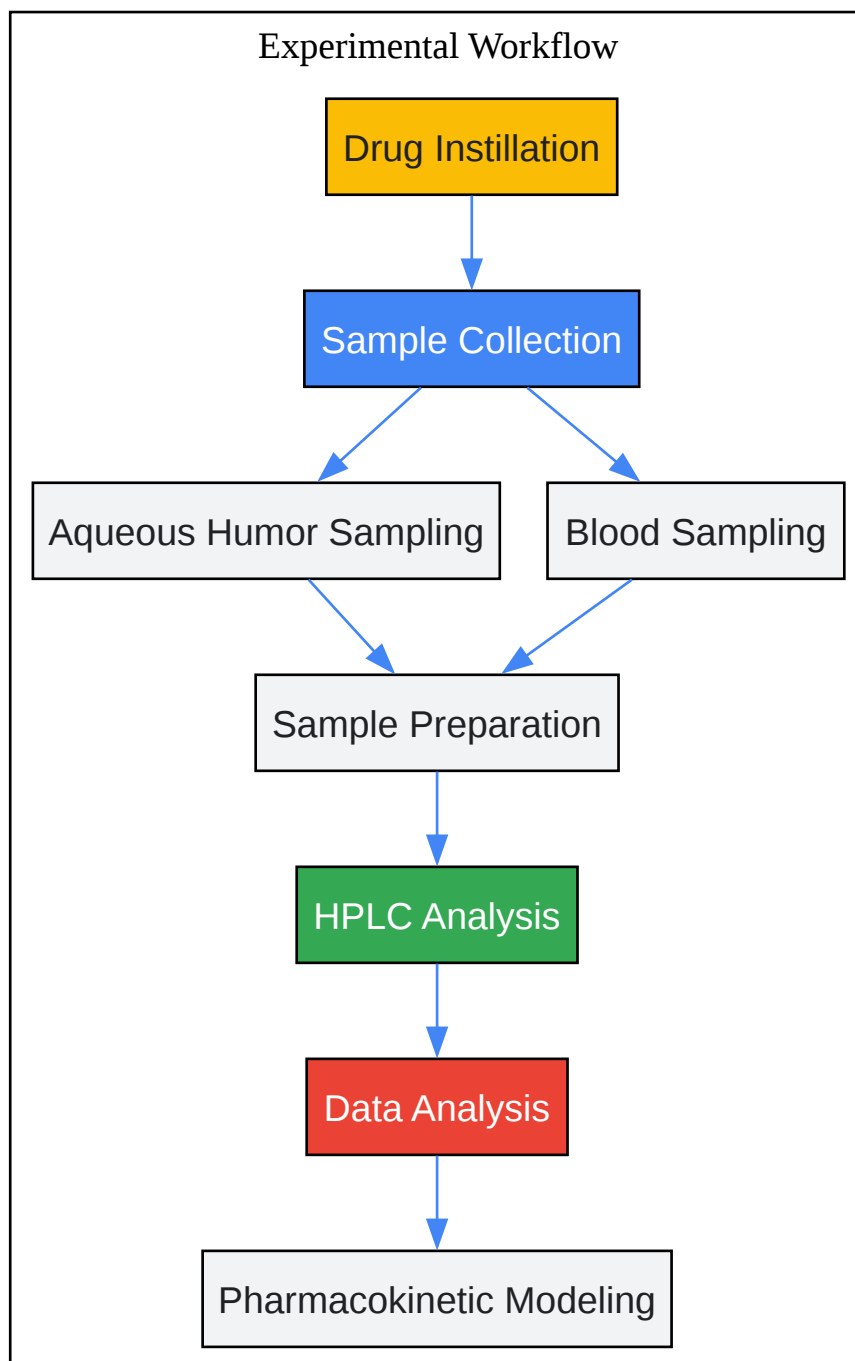 Experimental Workflow
Drug Instillation
Sample Collection
Aqueous Humor Sampling
Blood Sampling
Sample Preparation
HPLC Analysis
Data Analysis
Pharmacokinetic Modeling